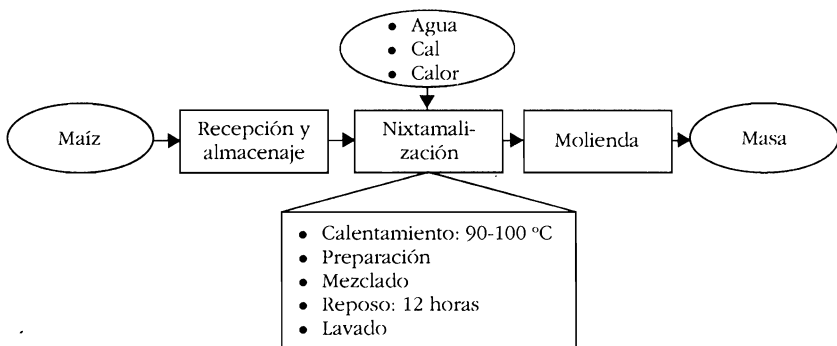 • Agua
• Cal
• Calor
Maíz
Recepción y
almacenaje
Nixtamali-
zación
Molienda
Masa
• Calentamiento: 90-100 ºC
• Preparación
• Mezclado
• Reposo: 12 horas
• Lavado